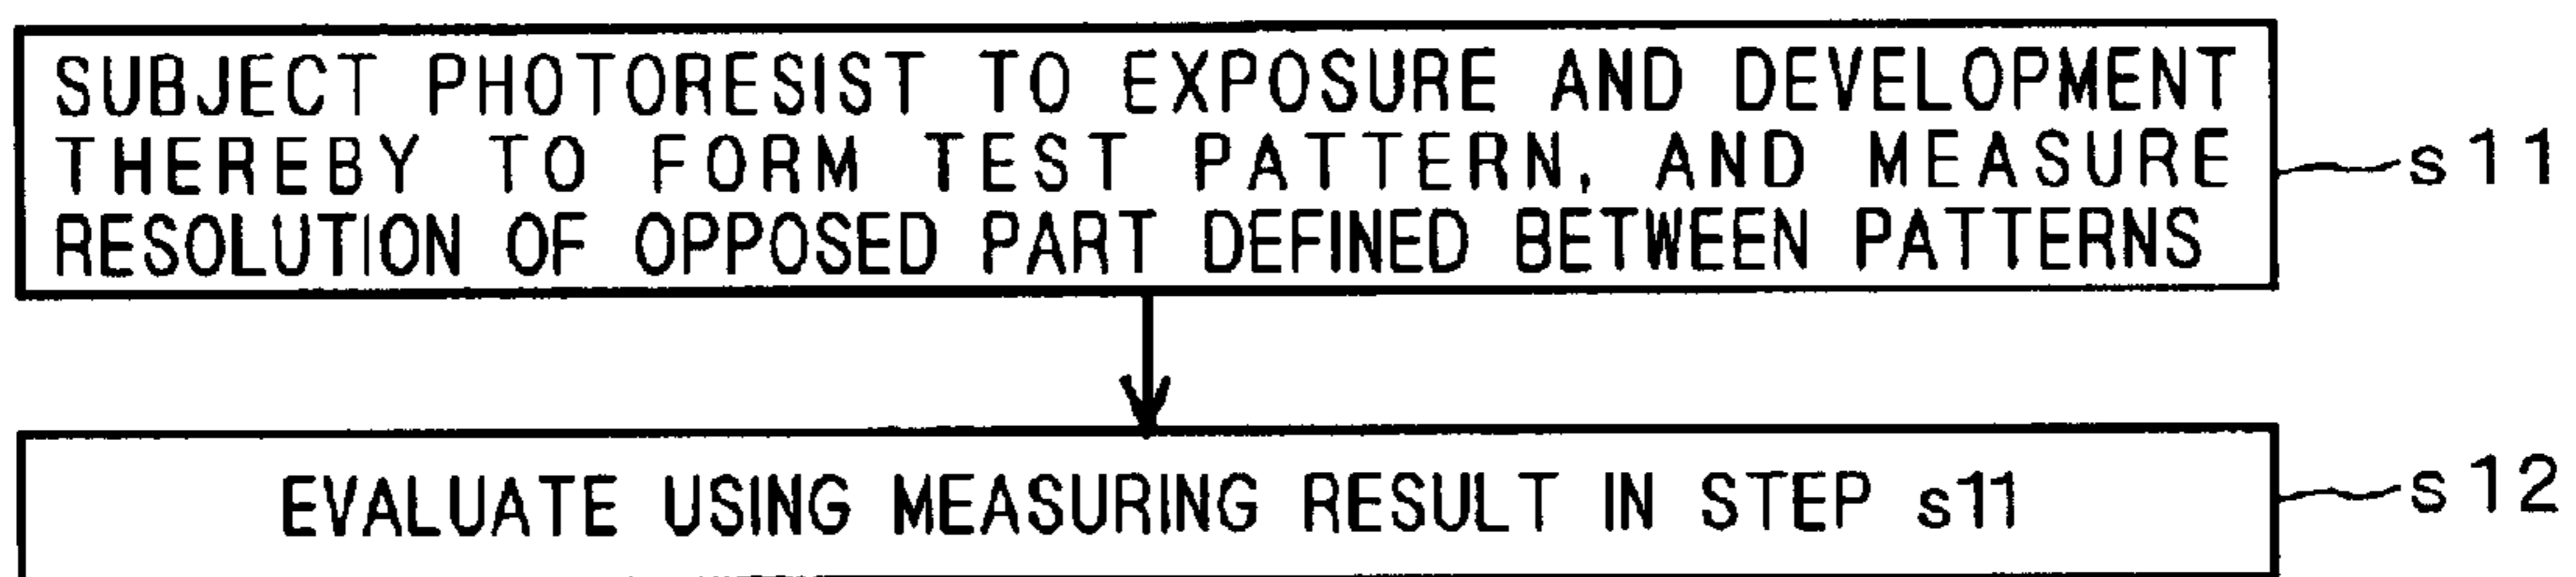 SUBJECT PHOTORESIST TO EXPOSURE AND DEVELOPMENT
THEREBY TO FORM TEST PATTERN, AND MEASURE
RESOLUTION OF OPPOSED PART DEFINED BETWEEN PATTERNS
s11
EVALUATE USING MEASURING RESULT IN STEP s11
s12